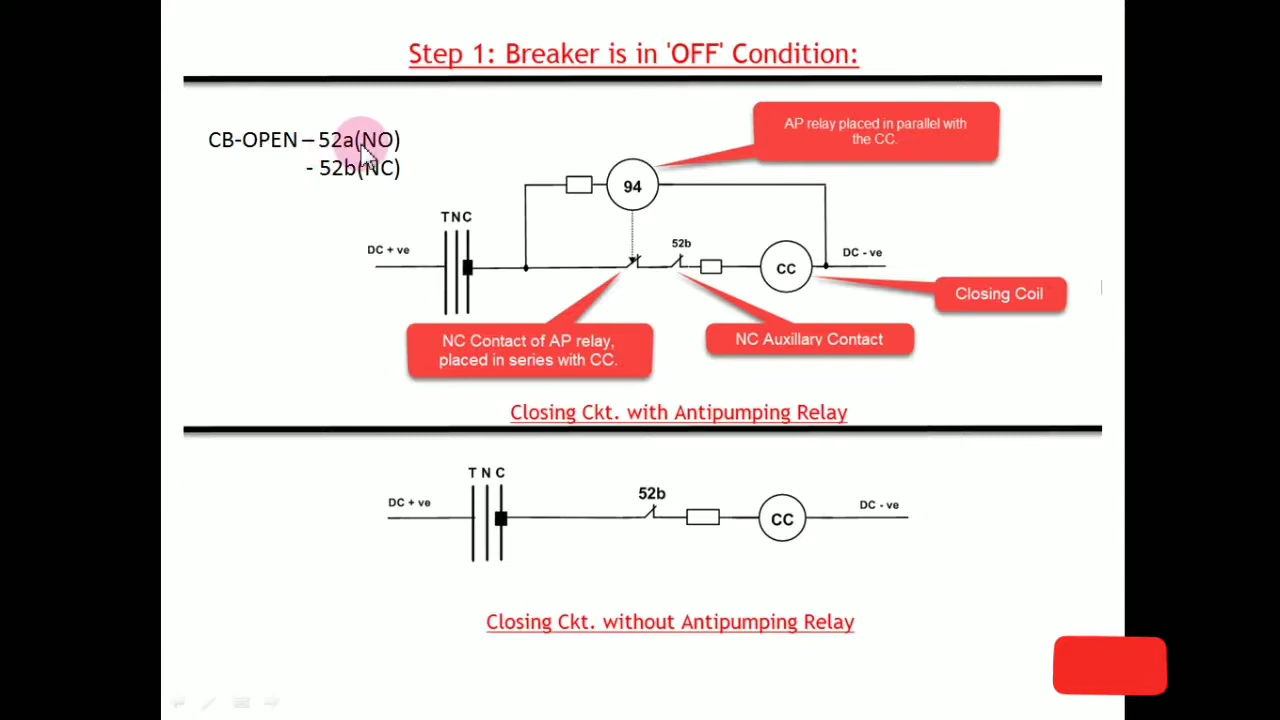 Step 1: Breaker is in 'OFF' Condition:
CB-OPEN – 52a(NO)
- 52b(NC)
AP relay placed in parallel with
the CC.
94
T N C
DC + ve
52b
CC
DC - ve
Closing Coil
NC Contact of AP relay,
placed in series with CC.
NC Auxillary Contact
Closing Ckt. with Antipumping Relay
T N C
DC + ve
52b
CC
DC - ve
Closing Ckt. without Antipumping Relay